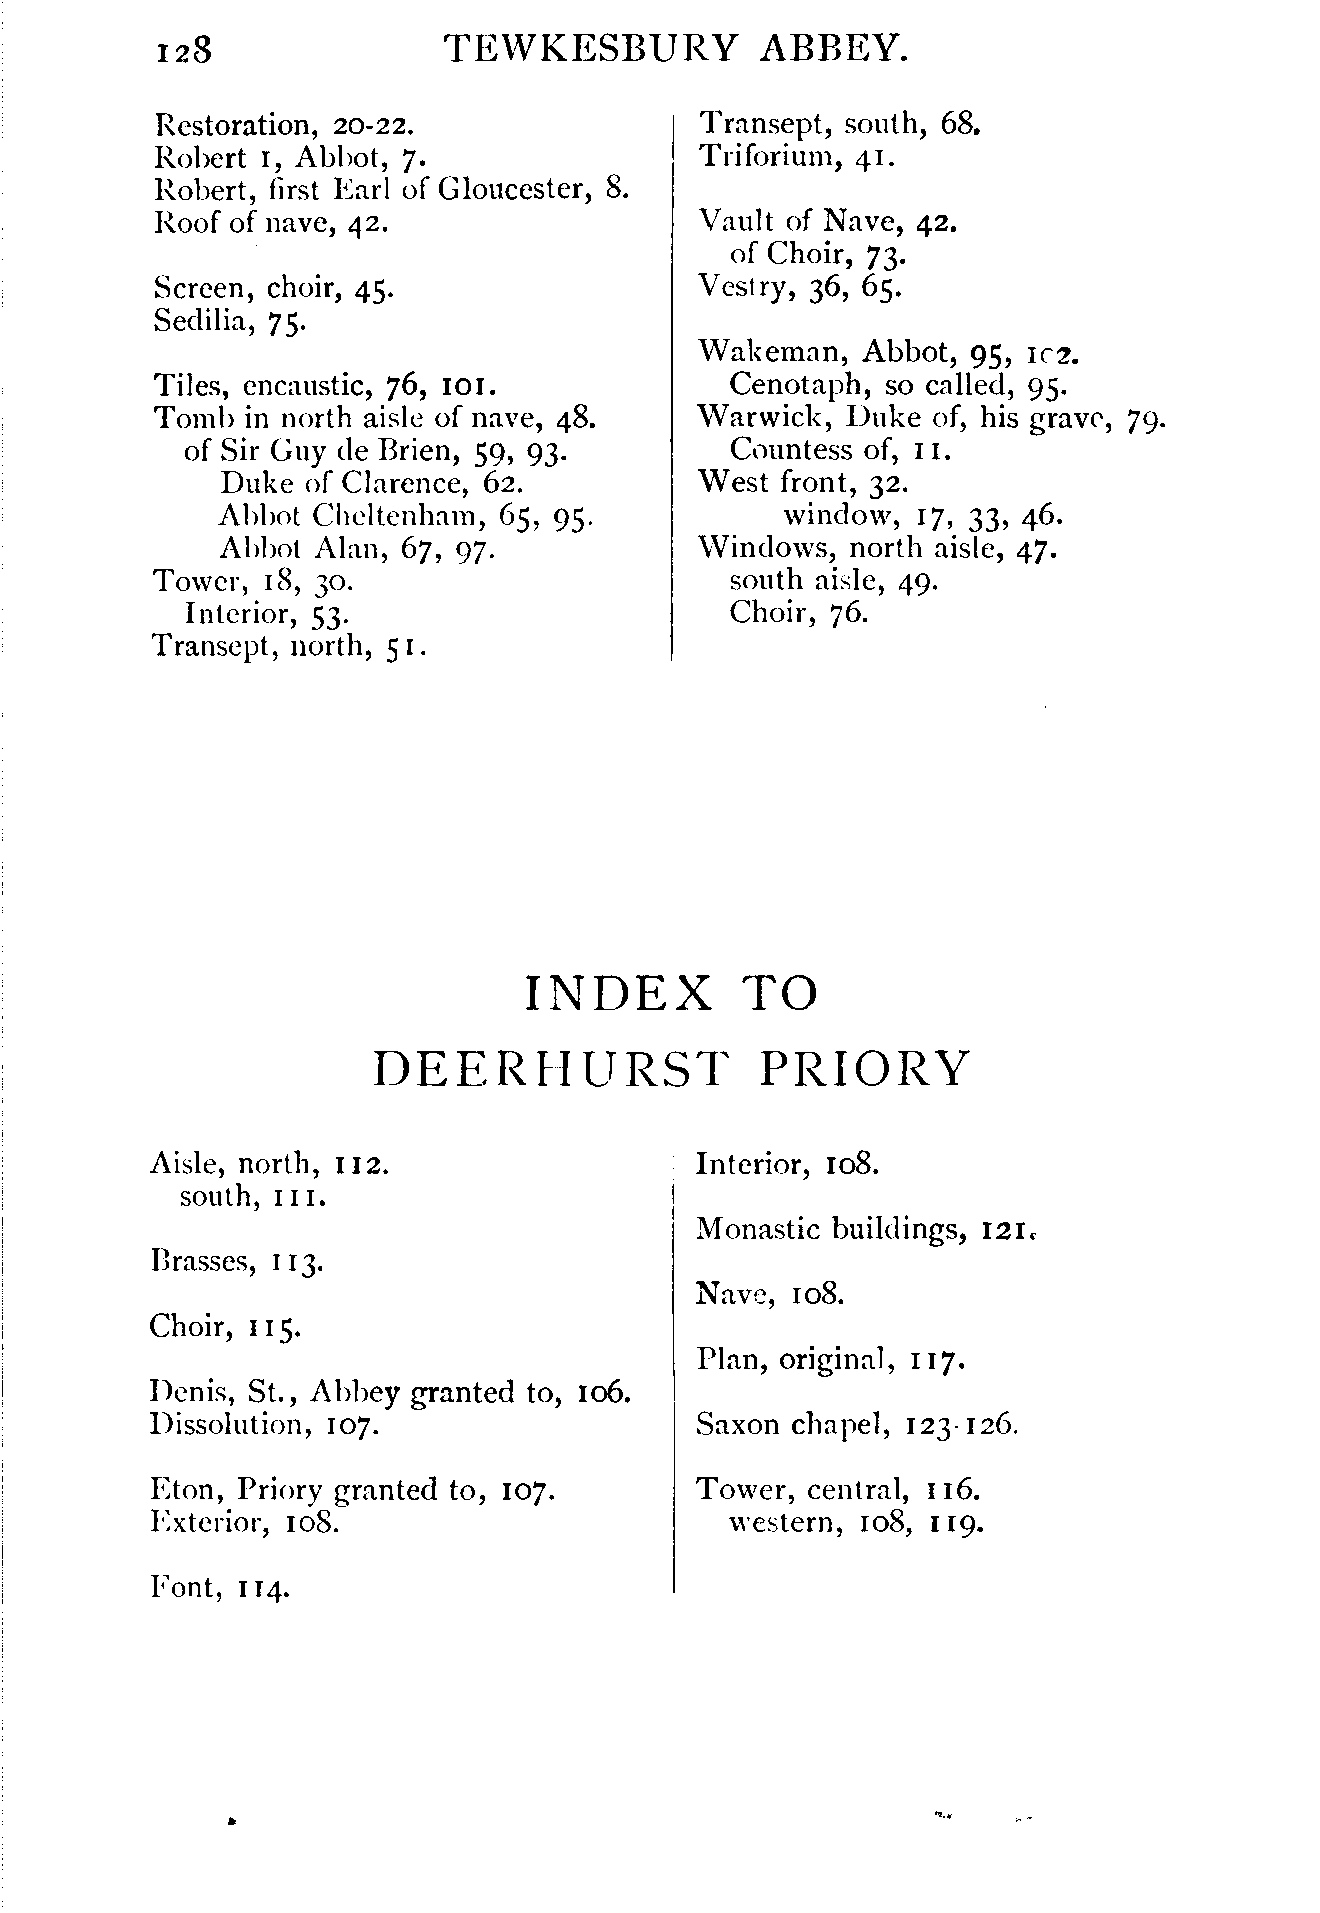 128 TEWKESBURY ABBEY.
Restoration, 20-22.
Robert I, Abbot, 7.
Robert, first Earl of Gloucester, 8.
Roof of nave, 42.
Screen, choir, 45.
Sedilia, 75.
Tiles, encaustic, 76, 101.
Tomb in north aisle of nave, 48.
of Sir Guy de Brien, 59, 93.
Duke of Clarence, 62.
Abbot Cheltenham, 65, 95.
Abbot Alan, 67, 97.
Tower, 18, 30.
Interior, 53.
Transept, north, 51.
Transept, south, 68.
Triforium, 41.
Vault of Nave, 42.
of Choir, 73.
Vestry, 36, 65.
Wakeman, Abbot, 95, 102.
Cenotaph, so called, 95.
Warwick, Duke of, his grave, 79.
Countess of, 11.
West front, 32.
window, 17, 33, 46.
Windows, north aisle, 47.
south aisle, 49.
Choir, 76.
INDEX TO
DEERHURST PRIORY
Aisle, north, 112.
south, 111.
Brasses, 113.
Choir, 115.
Denis, St., Abbey granted to, 106.
Dissolution, 107.
Eton, Priory granted to, 107.
Exterior, 108.
Font, 114.
Interior, 108.
Monastic buildings, 121.
Nave, 108.
Plan, original, 117.
Saxon chapel, 123-126.
Tower, central, 116.
western, 108, 119.